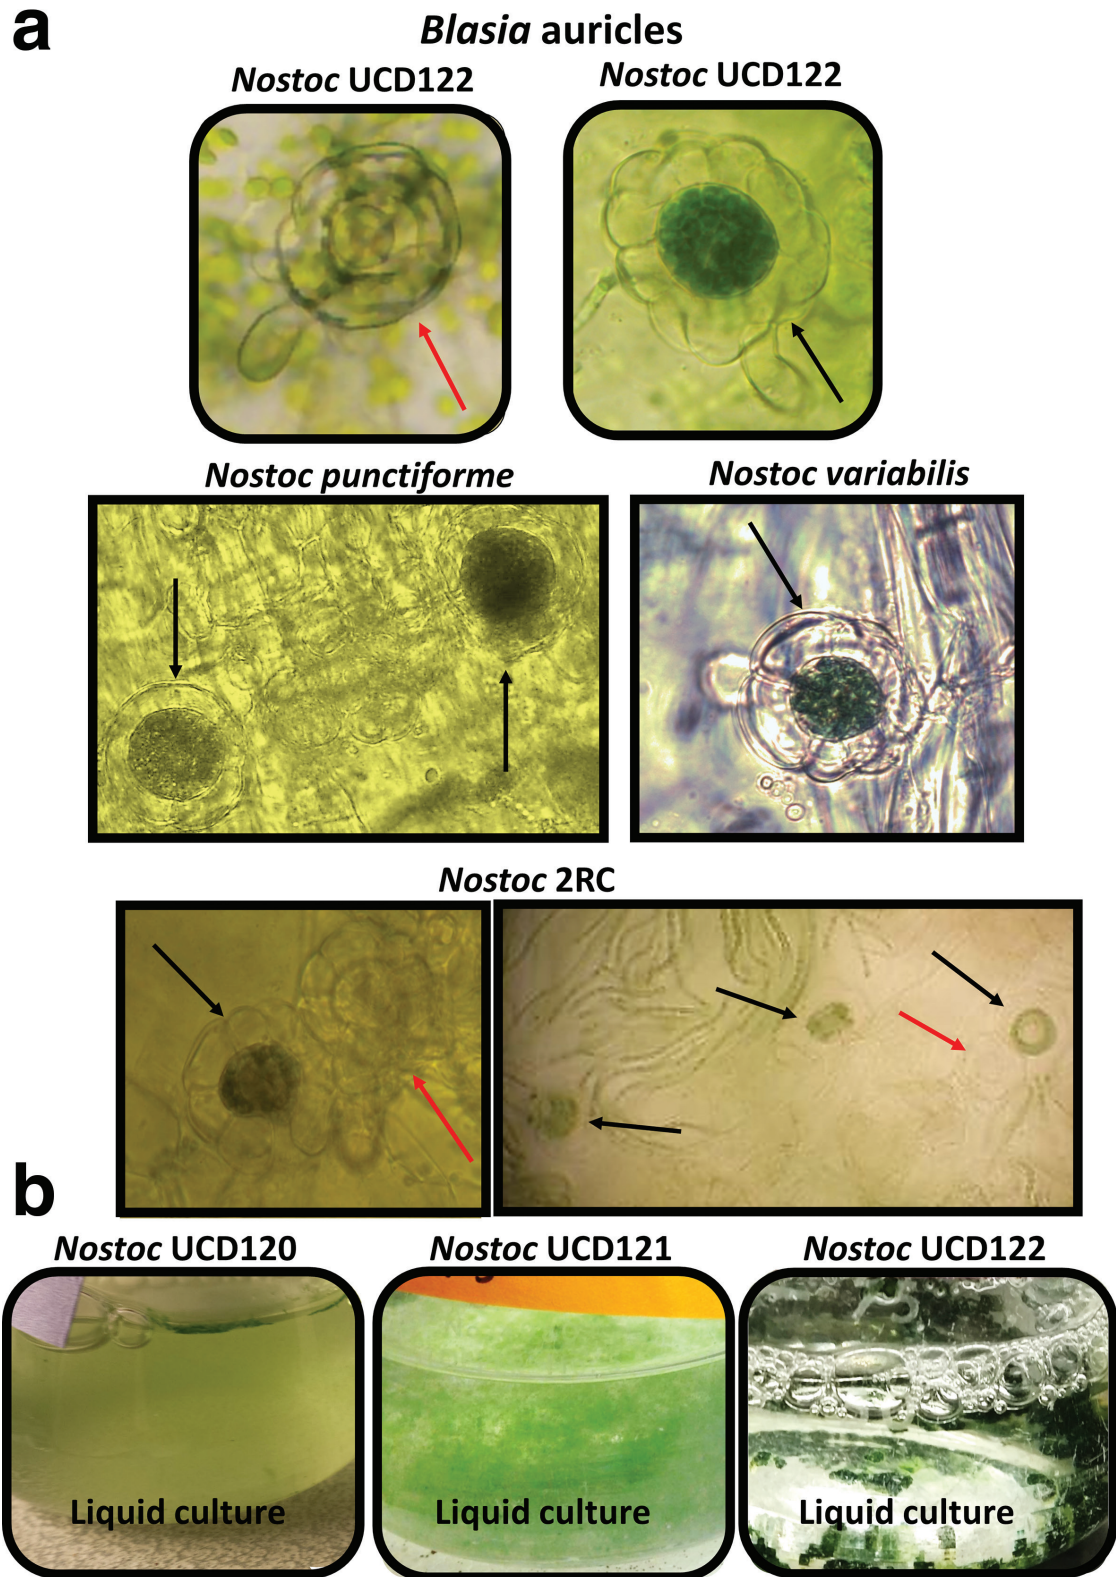 a
Blasia auricles
Nostoc UCD122
Nostoc UCD122
Nostoc punctiforme
Nostoc variabilis
Nostoc 2RC
b
Nostoc UCD120
Nostoc UCD121
Nostoc UCD122
Liquid culture
Liquid culture
Liquid culture